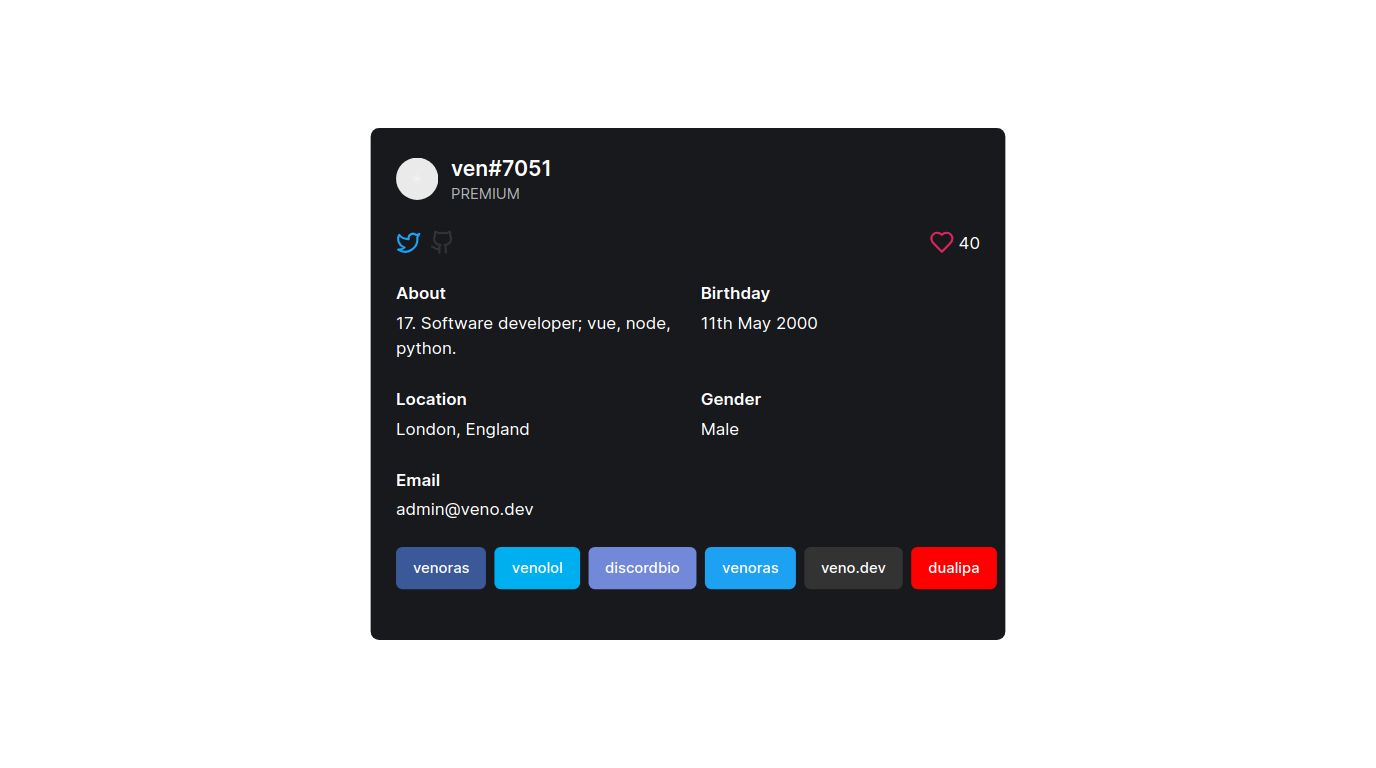 ven#7051
PREMIUM
40
About
17. Software developer; vue, node,
python.
Birthday
11th May 2000
Location
London, England
Gender
Male
Email
admin@veno.dev
venoras
venolol
discordbio
venoras
veno.dev
dualipa